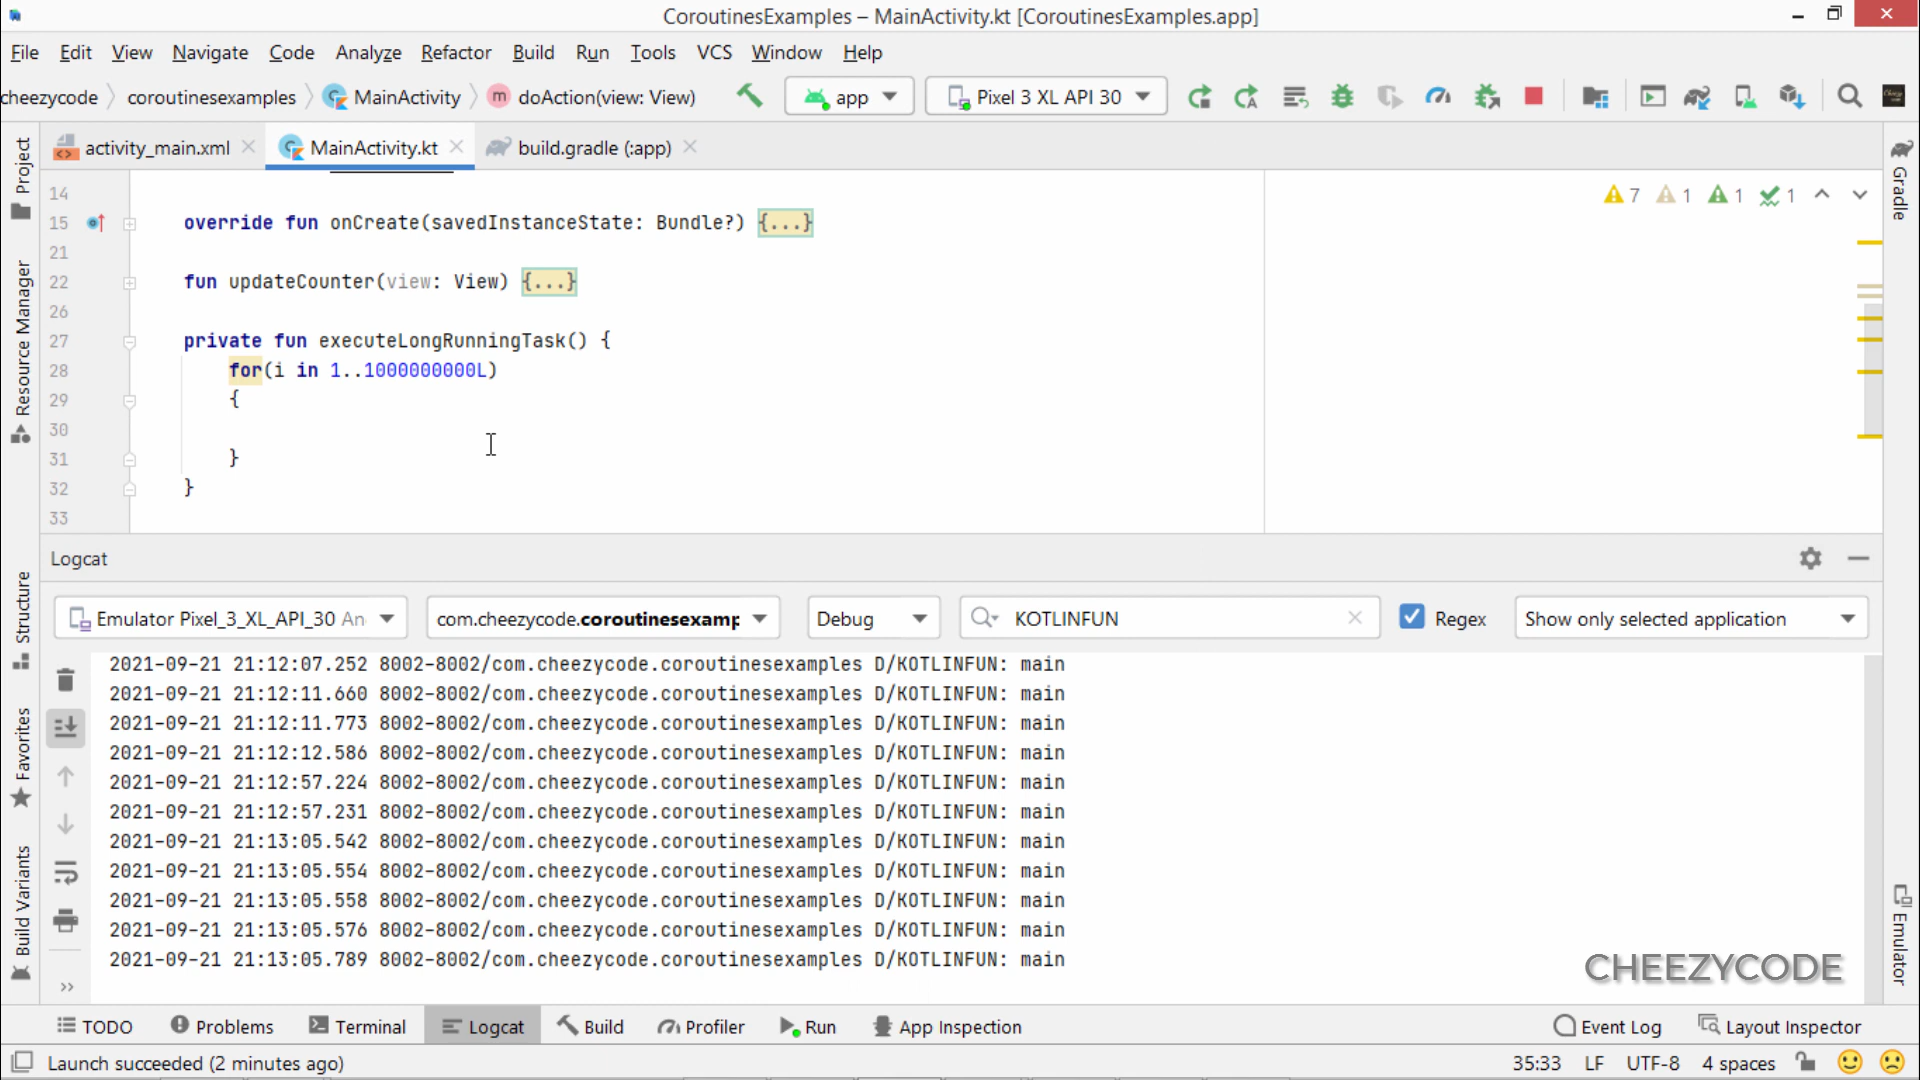 CoroutinesExamples – MainActivity.kt [CoroutinesExamples.app]
File Edit View Navigate Code Analyze Refactor Build Run Tools VCS Window Help
cheezycode coroutinesexamples MainActivity m doAction(view: View) app Pixel 3 XL API 30
activity_main.xml MainActivity.kt build.gradle (:app)
Project
Resource Manager
Structure
Favorites
Build Variants
14
15 override fun onCreate(savedInstanceState: Bundle?) {...}
21
22 fun updateCounter(view: View) {...}
26
27 private fun executeLongRunningTask() {
28 for(i in 1..1000000000L)
29 {
30
31 }
32 }
33
7 1 1 1
Gradle
Emulator
Logcat
Emulator Pixel_3_XL_API_30 An com.cheezycode.coroutinesexamp Debug KOTLINFUN Regex Show only selected application
2021-09-21 21:12:07.252 8002-8002/com.cheezycode.coroutinesexamples D/KOTLINFUN: main
2021-09-21 21:12:11.660 8002-8002/com.cheezycode.coroutinesexamples D/KOTLINFUN: main
2021-09-21 21:12:11.773 8002-8002/com.cheezycode.coroutinesexamples D/KOTLINFUN: main
2021-09-21 21:12:12.586 8002-8002/com.cheezycode.coroutinesexamples D/KOTLINFUN: main
2021-09-21 21:12:57.224 8002-8002/com.cheezycode.coroutinesexamples D/KOTLINFUN: main
2021-09-21 21:12:57.231 8002-8002/com.cheezycode.coroutinesexamples D/KOTLINFUN: main
2021-09-21 21:13:05.542 8002-8002/com.cheezycode.coroutinesexamples D/KOTLINFUN: main
2021-09-21 21:13:05.554 8002-8002/com.cheezycode.coroutinesexamples D/KOTLINFUN: main
2021-09-21 21:13:05.558 8002-8002/com.cheezycode.coroutinesexamples D/KOTLINFUN: main
2021-09-21 21:13:05.576 8002-8002/com.cheezycode.coroutinesexamples D/KOTLINFUN: main
2021-09-21 21:13:05.789 8002-8002/com.cheezycode.coroutinesexamples D/KOTLINFUN: main
CHEEZYCODE
TODO Problems Terminal Logcat Build Profiler Run App Inspection Event Log Layout Inspector
Launch succeeded (2 minutes ago) 35:33 LF UTF-8 4 spaces